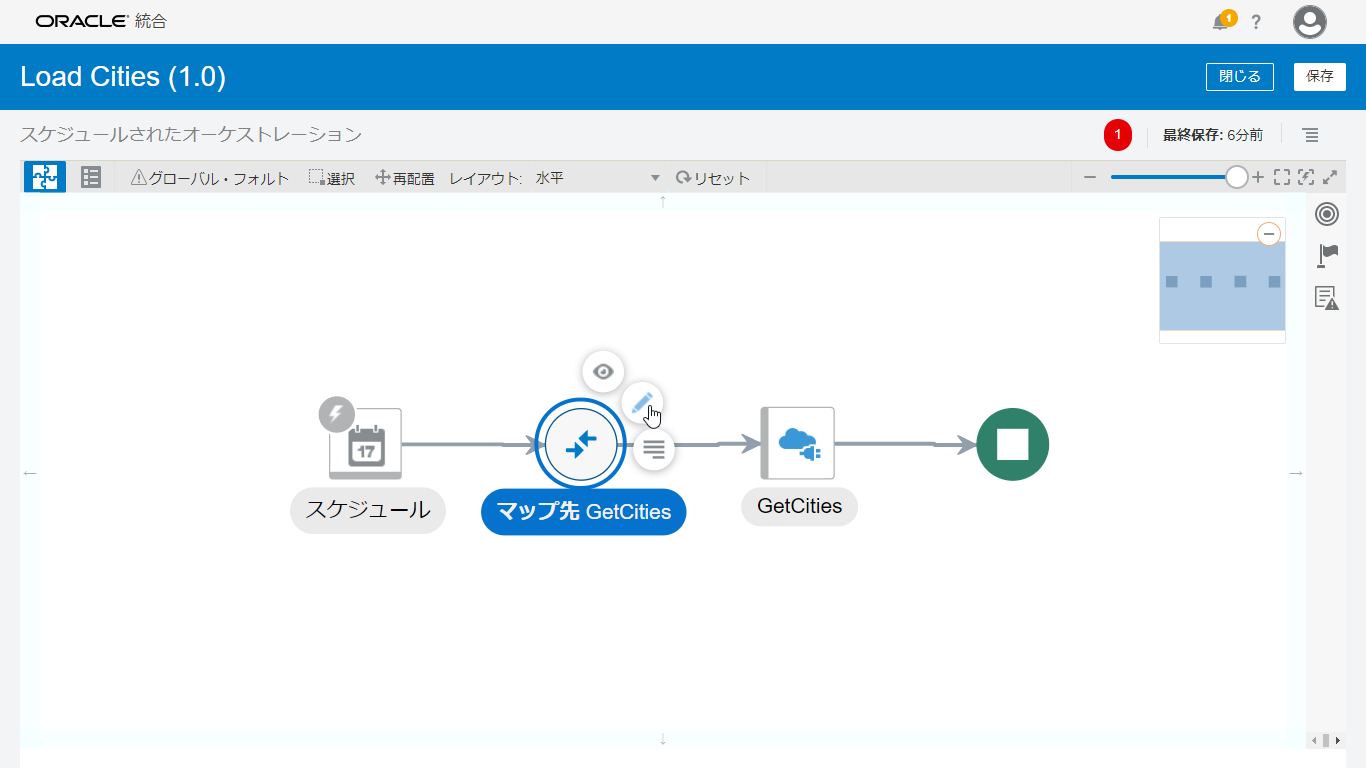 ORACLE 統合
1
?
Load Cities (1.0)
閉じる
保存
スケジュールされたオーケストレーション
1
最終保存: 6分前
グローバル・フォルト
選択
再配置
レイアウト: 水平
リセット
17
スケジュール
マップ先 GetCities
GetCities